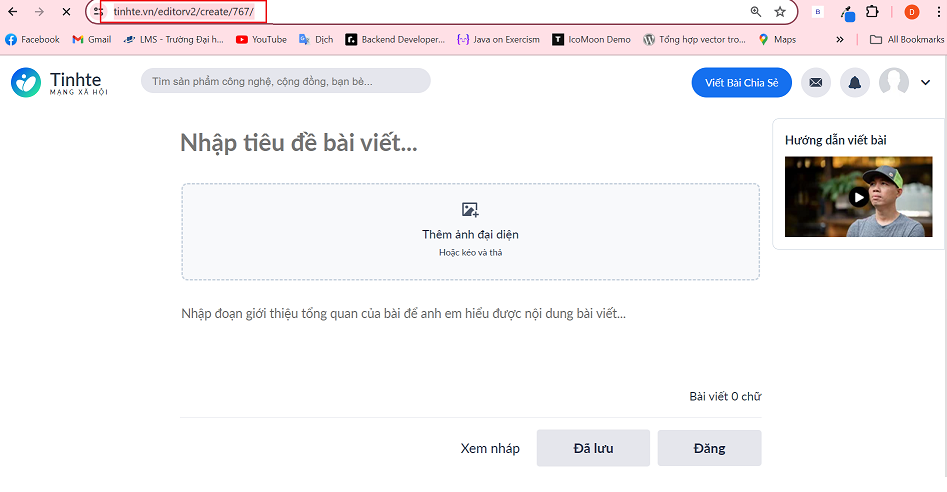 tinhte.vn/editorv2/create/767/
B
D
Facebook
Gmail
LMS - Trường Đại h...
YouTube
Dịch
Backend Developer...
Java on Exercism
IcoMoon Demo
Tổng hợp vector tro...
Maps
»
All Bookmarks
Tinhte
MẠNG XÃ HỘI
Tìm sản phẩm công nghệ, cộng đồng, bạn bè...
Viết Bài Chia Sẻ
Nhập tiêu đề bài viết...
Hướng dẫn viết bài
Thêm ảnh đại diện
Hoặc kéo và thả
Nhập đoạn giới thiệu tổng quan của bài để anh em hiểu được nội dung bài viết...
Bài viết 0 chữ
Xem nháp
Đã lưu
Đăng